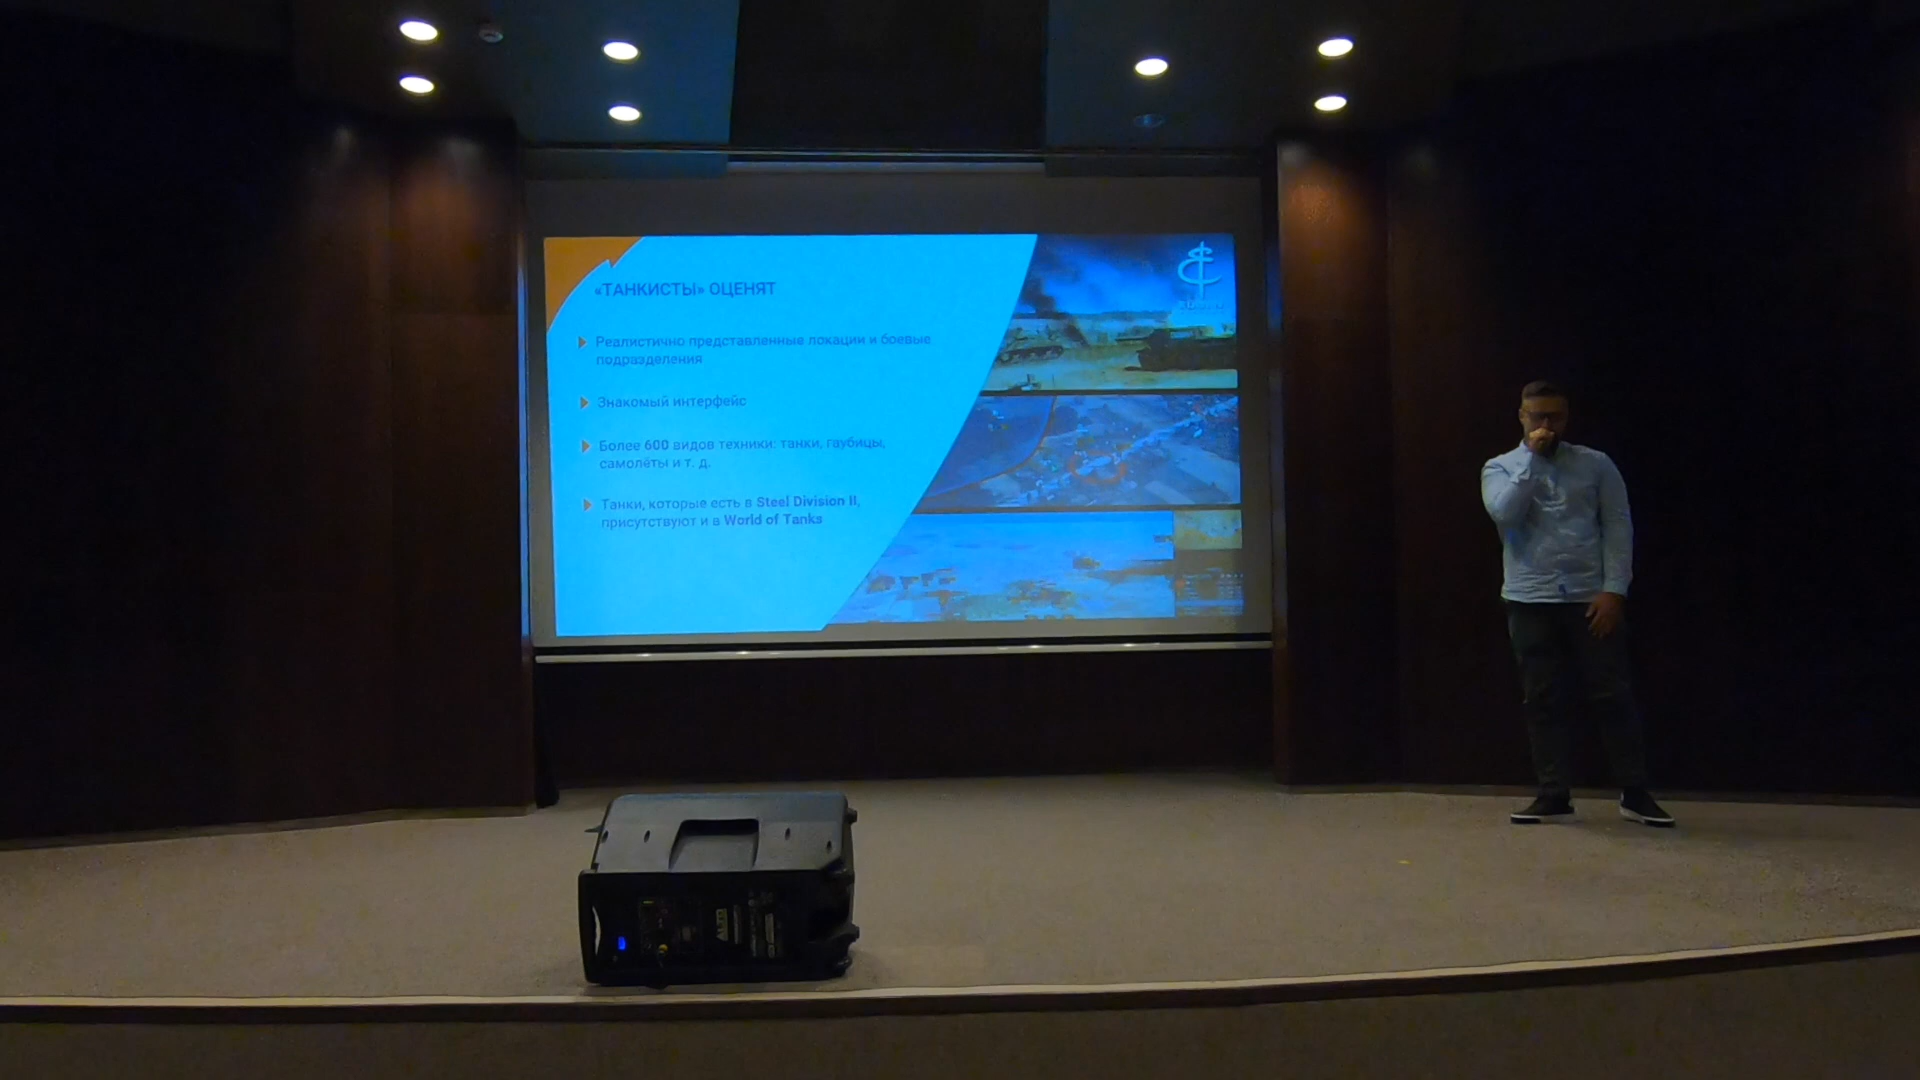 «ТАНКИСТЫ» ОЦЕНЯТ
Реалистично представленные локации и боевые
подразделения
Знакомый интерфейс
Более 600 видов техники: танки, гаубицы,
самолёты и т. д.
Танки, которые есть в Steel Division II,
присутствуют и в World of Tanks
ALTO